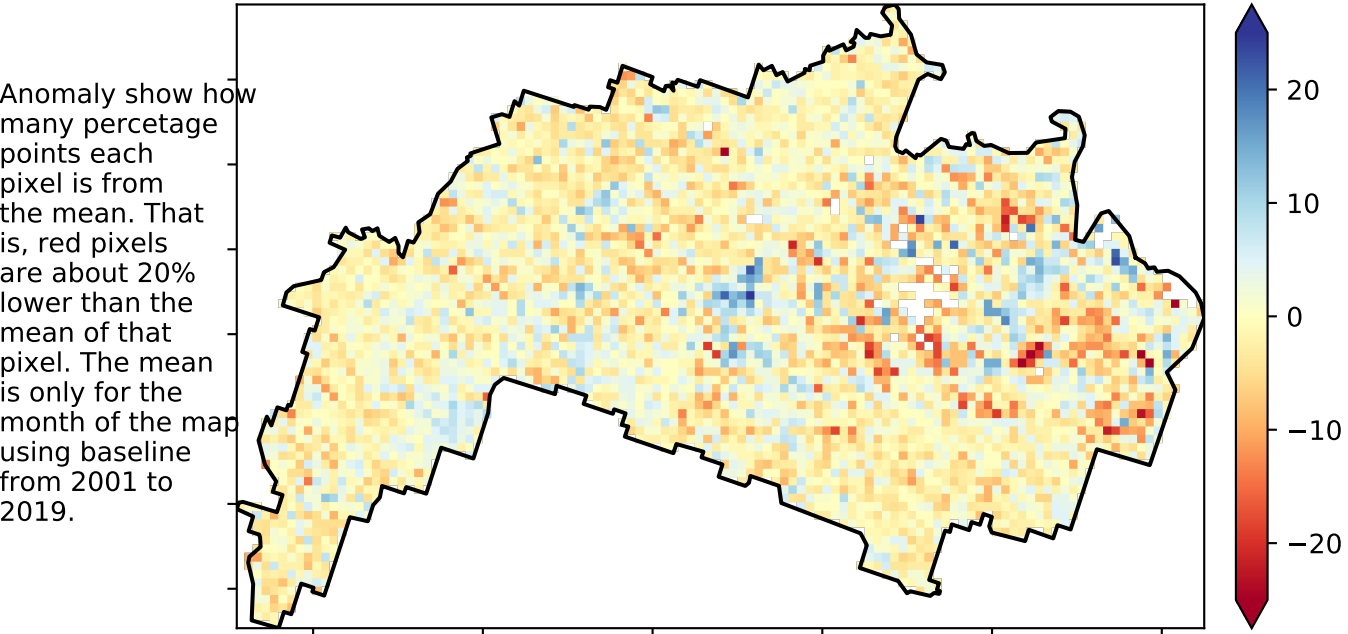 Anomaly show how
many percetage
points each
pixel is from
the mean. That
is, red pixels
are about 20%
lower than the
mean of that
pixel. The mean
is only for the
month of the map
using baseline
from 2001 to
2019.
20
10
0
−10
−20